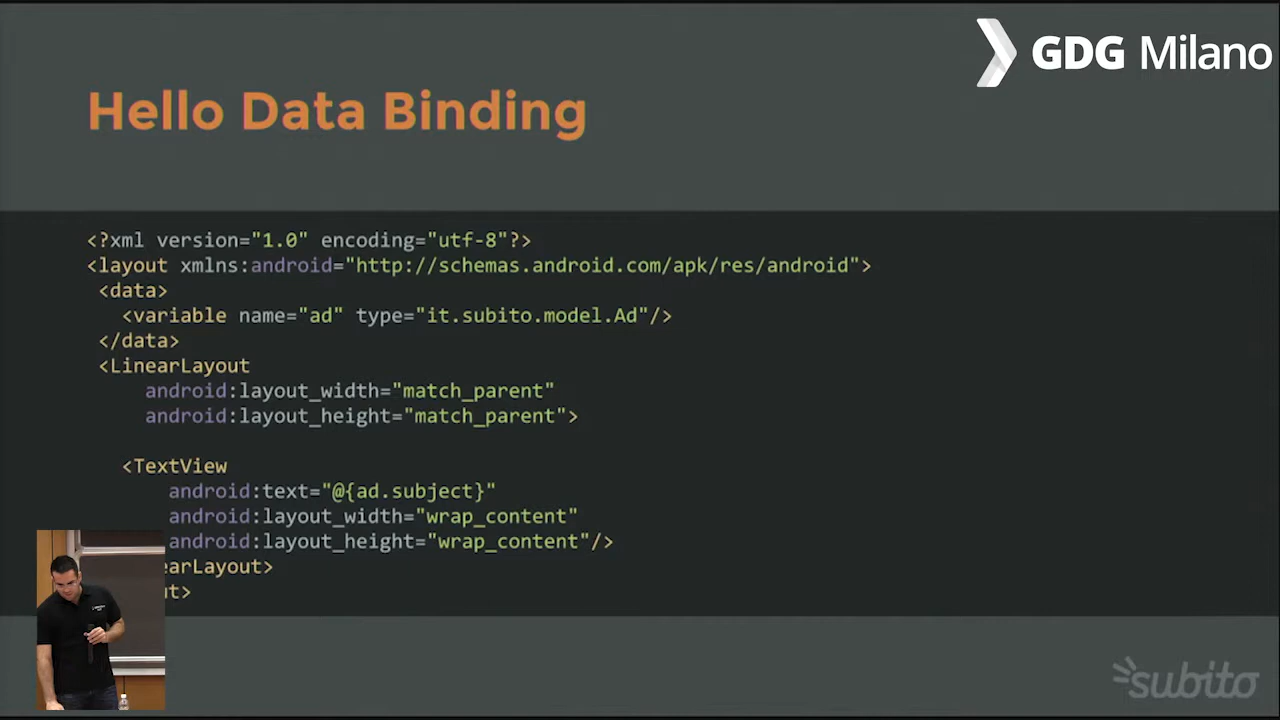 GDG Milano
Hello Data Binding
<?xml version="1.0" encoding="utf-8"?>
<layout xmlns:android="http://schemas.android.com/apk/res/android">
<data>
<variable name="ad" type="it.subito.model.Ad"/>
</data>
<LinearLayout
android:layout_width="match_parent"
android:layout_height="match_parent">
<TextView
android:text="@{ad.subject}"
android:layout_width="wrap_content"
android:layout_height="wrap_content"/>
earLayout>
t>
subito